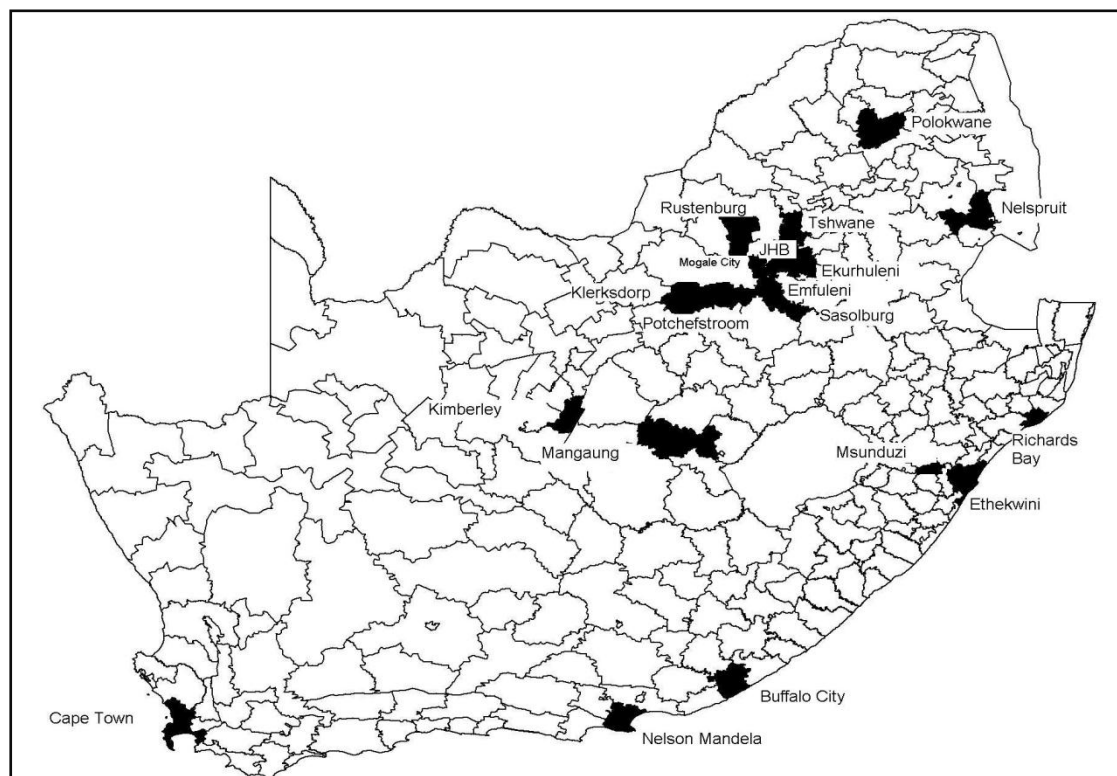 Polokwane
Nelspruit
Rustenburg
Tshwane
JHB
Mogale City
Ekurhuleni
Klerksdorp
Emfuleni
Sasolburg
Potchefstroom
Kimberley
Mangaung
Msunduzi
Richards
Bay
Ethekwini
Buffalo City
Cape Town
Nelson Mandela